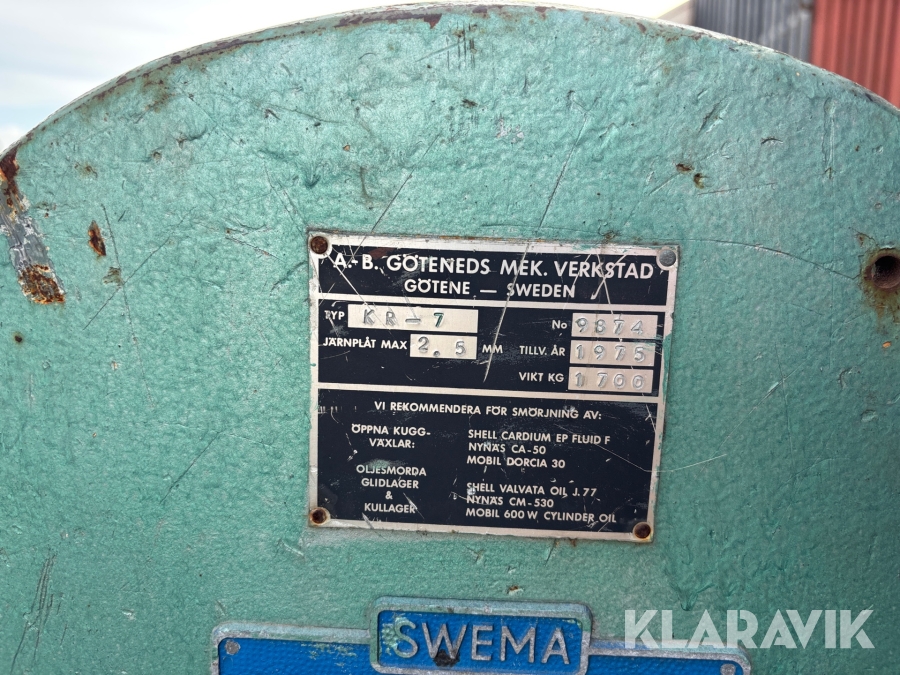 A.-B. GÖTENEDS MEK. VERKSTAD
GÖTENE — SWEDEN
TYP KR-7 No 9874
JÄRNPLÅT MAX 2,5 MM TILLV. ÅR 1975
VIKT KG 1700
VI REKOMMENDERA FÖR SMÖRJNING AV:
ÖPPNA KUGG-
VÄXLAR:
SHELL CARDIUM EP FLUID F
NYNÄS CA-50
MOBIL DORCIA 30
OLJESMORDA
GLIDLAGER
&
KULLAGER
SHELL VALVATA OIL J.77
NYNÄS CM-530
MOBIL 600 W CYLINDER OIL
SWEMA
KLARAVIK